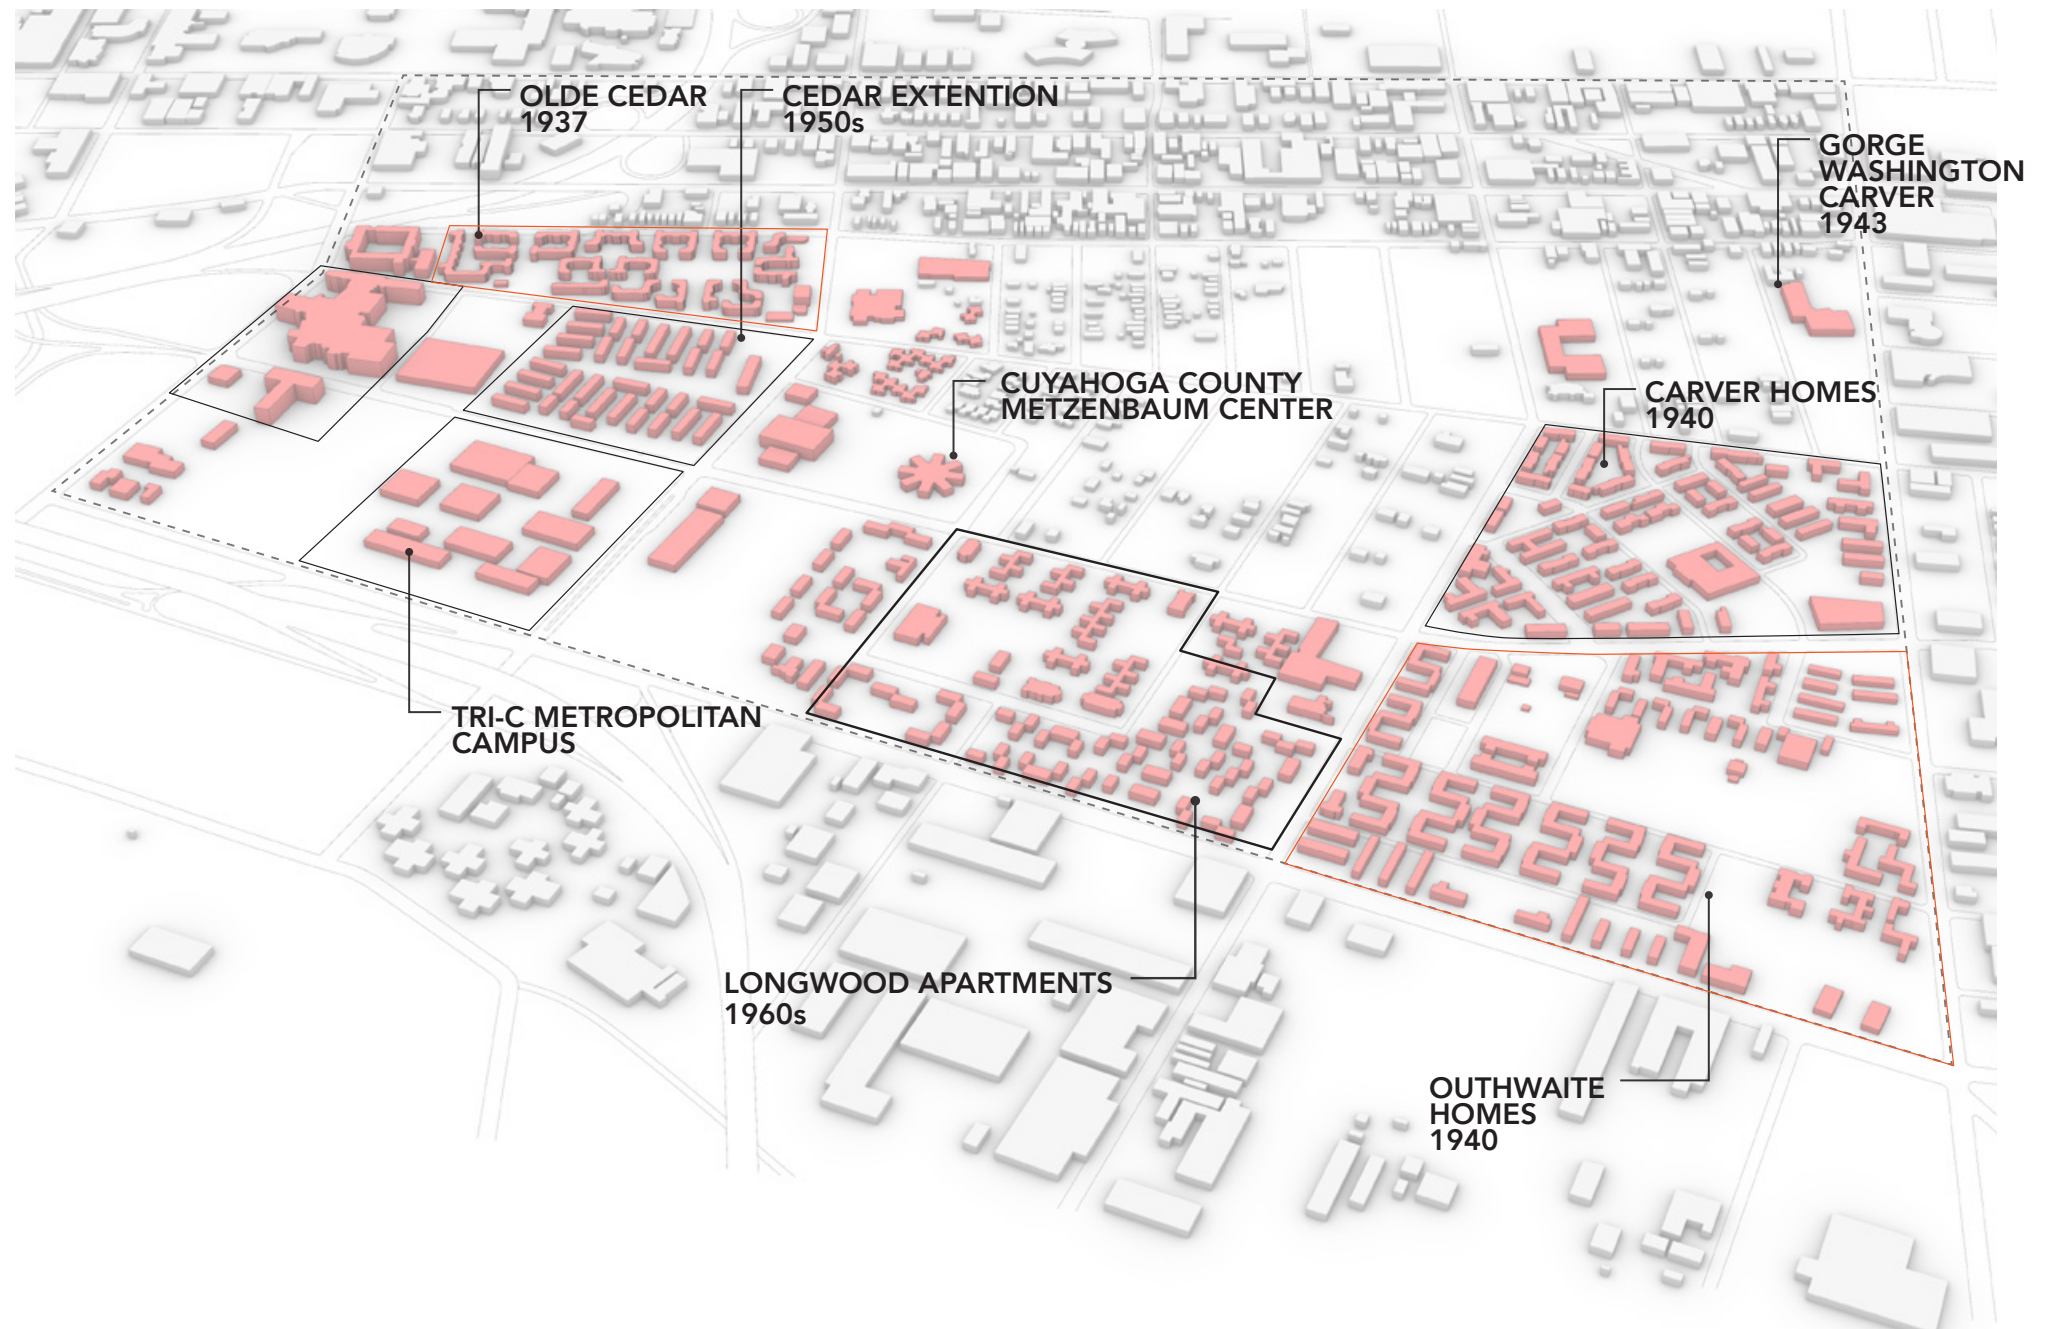 OLDE CEDAR
1937
CEDAR EXTENTION
1950s
GORGE
WASHINGTON
CARVER
1943
CUYAHOGA COUNTY
METZENBAUM CENTER
CARVER HOMES
1940
TRI-C METROPOLITAN
CAMPUS
LONGWOOD APARTMENTS
1960s
OUTHWAITE
HOMES
1940